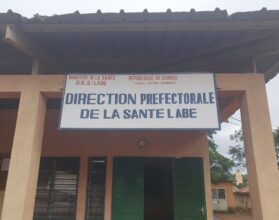 MINISTERE DE LA SANTE
REPUBLIQUE DE GUINEE
D.R.S / LABE
DIRECTION PREFECTORALE
DE LA SANTE LABE